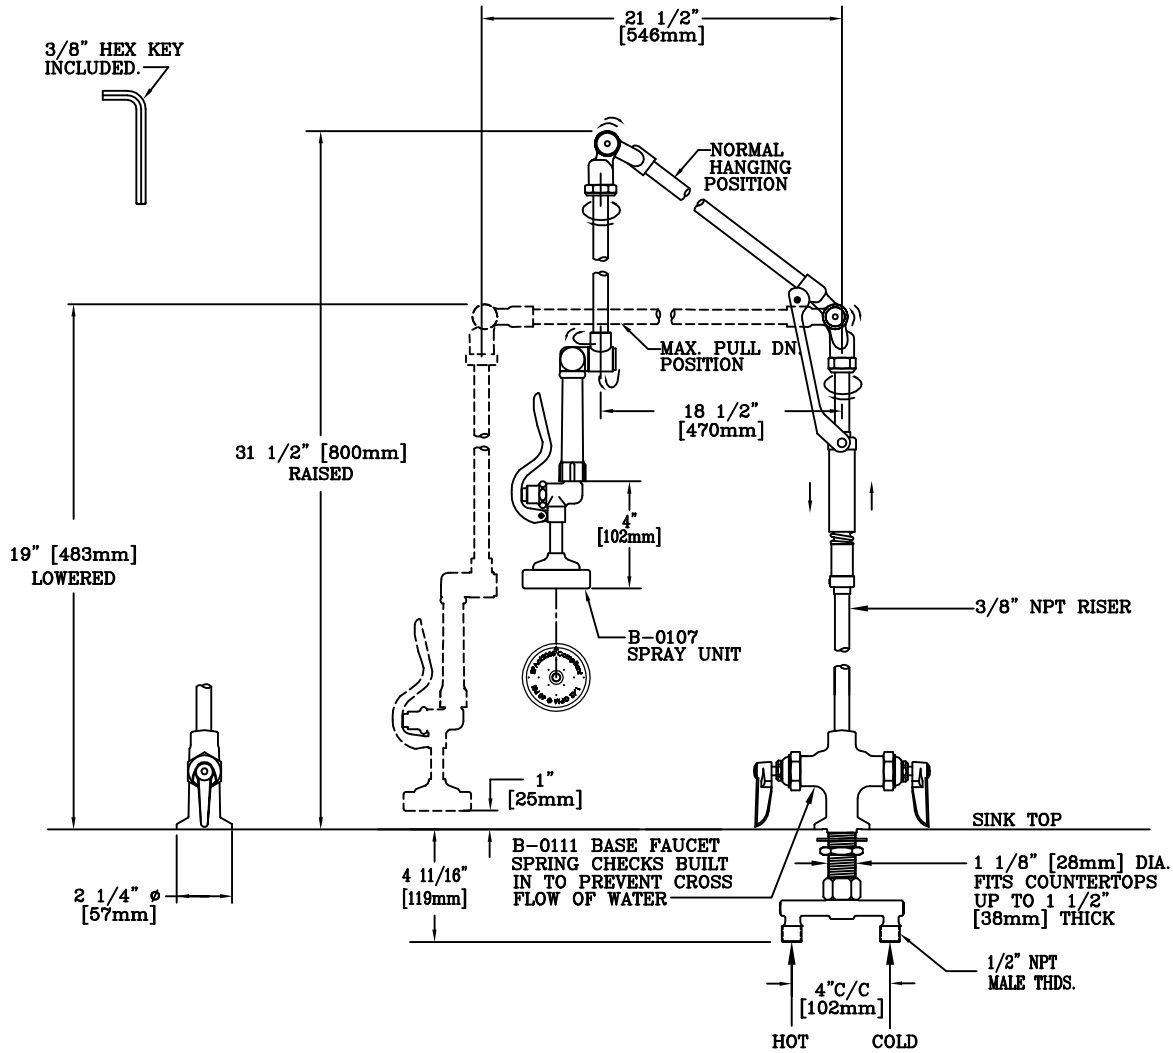 21 1/2"
[546mm]
3/8" HEX KEY
INCLUDED.
NORMAL
HANGING
POSITION
MAX. PULL DN.
POSITION
18 1/2"
[470mm]
31 1/2" [800mm]
RAISED
4"
[102mm]
19" [483mm]
LOWERED
3/8" NPT RISER
B-0107
SPRAY UNIT
1"
[25mm]
SINK TOP
B-0111 BASE FAUCET
SPRING CHECKS BUILT
IN TO PREVENT CROSS
FLOW OF WATER
4 11/16"
[119mm]
2 1/4" ø
[57mm]
1 1/8" [28mm] DIA.
FITS COUNTERTOPS
UP TO 1 1/2"
[38mm] THICK
1/2" NPT
MALE THDS.
4"C/C
[102mm]
HOT
COLD